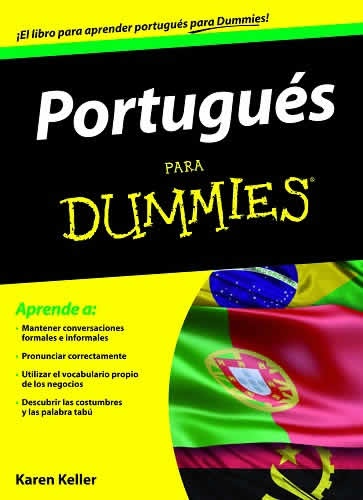 ¡El libro para aprender portugués para Dummies!
Portugués
PARA
DUMMIES®
Aprende a:
• Mantener conversaciones
formales e informales
• Pronunciar correctamente
• Utilizar el vocabulario propio
de los negocios
• Descubrir las costumbres
y las palabra tabú
Karen Keller